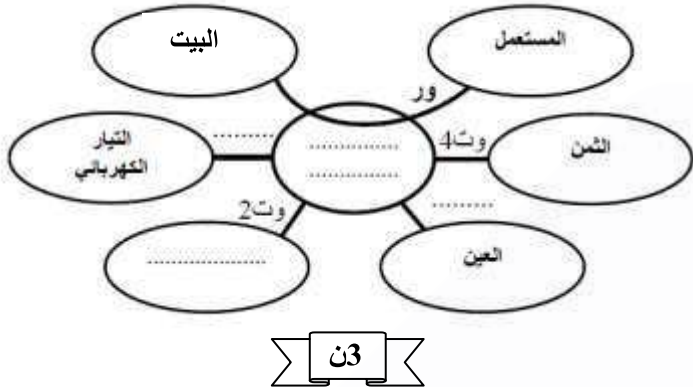 المستعمل
البيت
ور
الثمن
وت4
..............
..............
.........
التيار
الكهربائي
العين
.........
وت2
..................
3ن